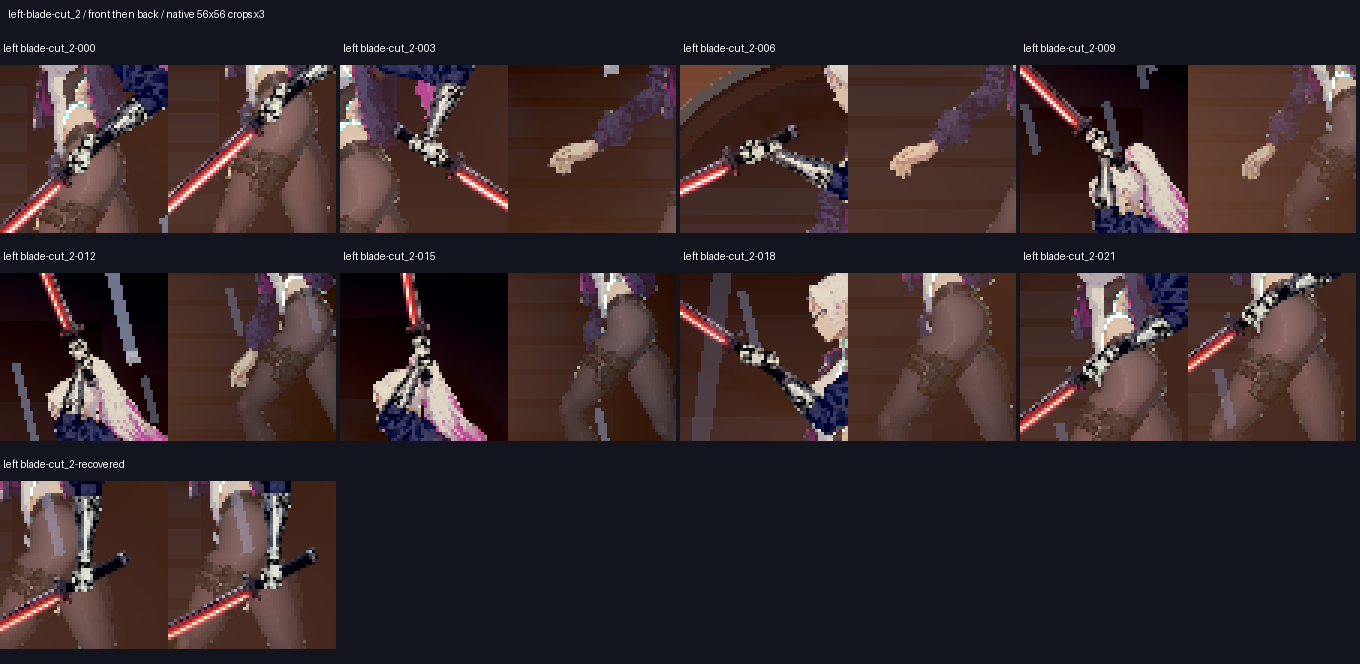 left-blade-cut_2 / front then back / native 56x56 crops x3
left blade-cut_2-000
left blade-cut_2-003
left blade-cut_2-006
left blade-cut_2-009
left blade-cut_2-012
left blade-cut_2-015
left blade-cut_2-018
left blade-cut_2-021
left blade-cut_2-recovered